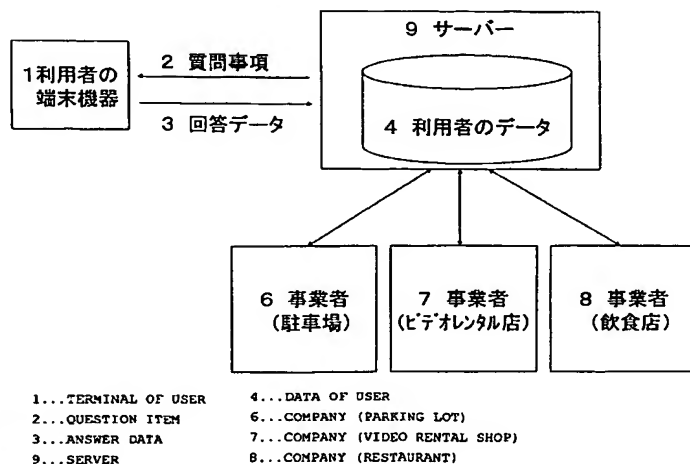 9 サーバー
1利用者の
端末機器
2 質問事項
3 回答データ
4 利用者のデータ
6 事業者
(駐車場)
7 事業者
(ビデオレンタル店)
8 事業者
(飲食店)
1...TERMINAL OF USER
2...QUESTION ITEM
3...ANSWER DATA
9...SERVER
4...DATA OF USER
6...COMPANY (PARKING LOT)
7...COMPANY (VIDEO RENTAL SHOP)
8...COMPANY (RESTAURANT)